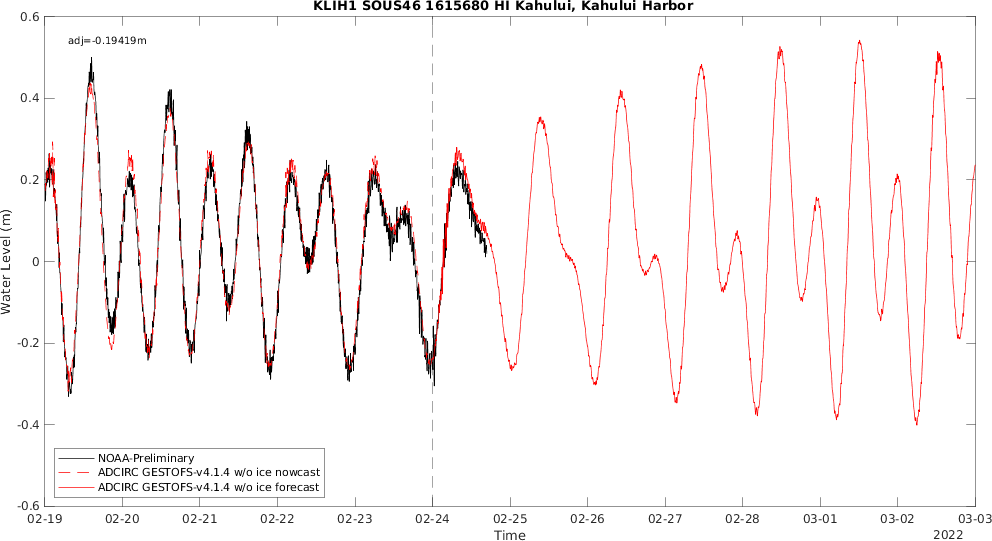 KLIH1 SOUS46 1615680 HI Kahului, Kahului Harbor
adj=-0.19419m
0.6
0.4
0.2
0
-0.2
-0.4
-0.6
Water Level (m)
NOAA-Preliminary
ADCIRC GESTOFS-v4.1.4 w/o ice nowcast
ADCIRC GESTOFS-v4.1.4 w/o ice forecast
02-19 02-20 02-21 02-22 02-23 02-24 02-25 02-26 02-27 02-28 03-01 03-02 03-03
Time
2022